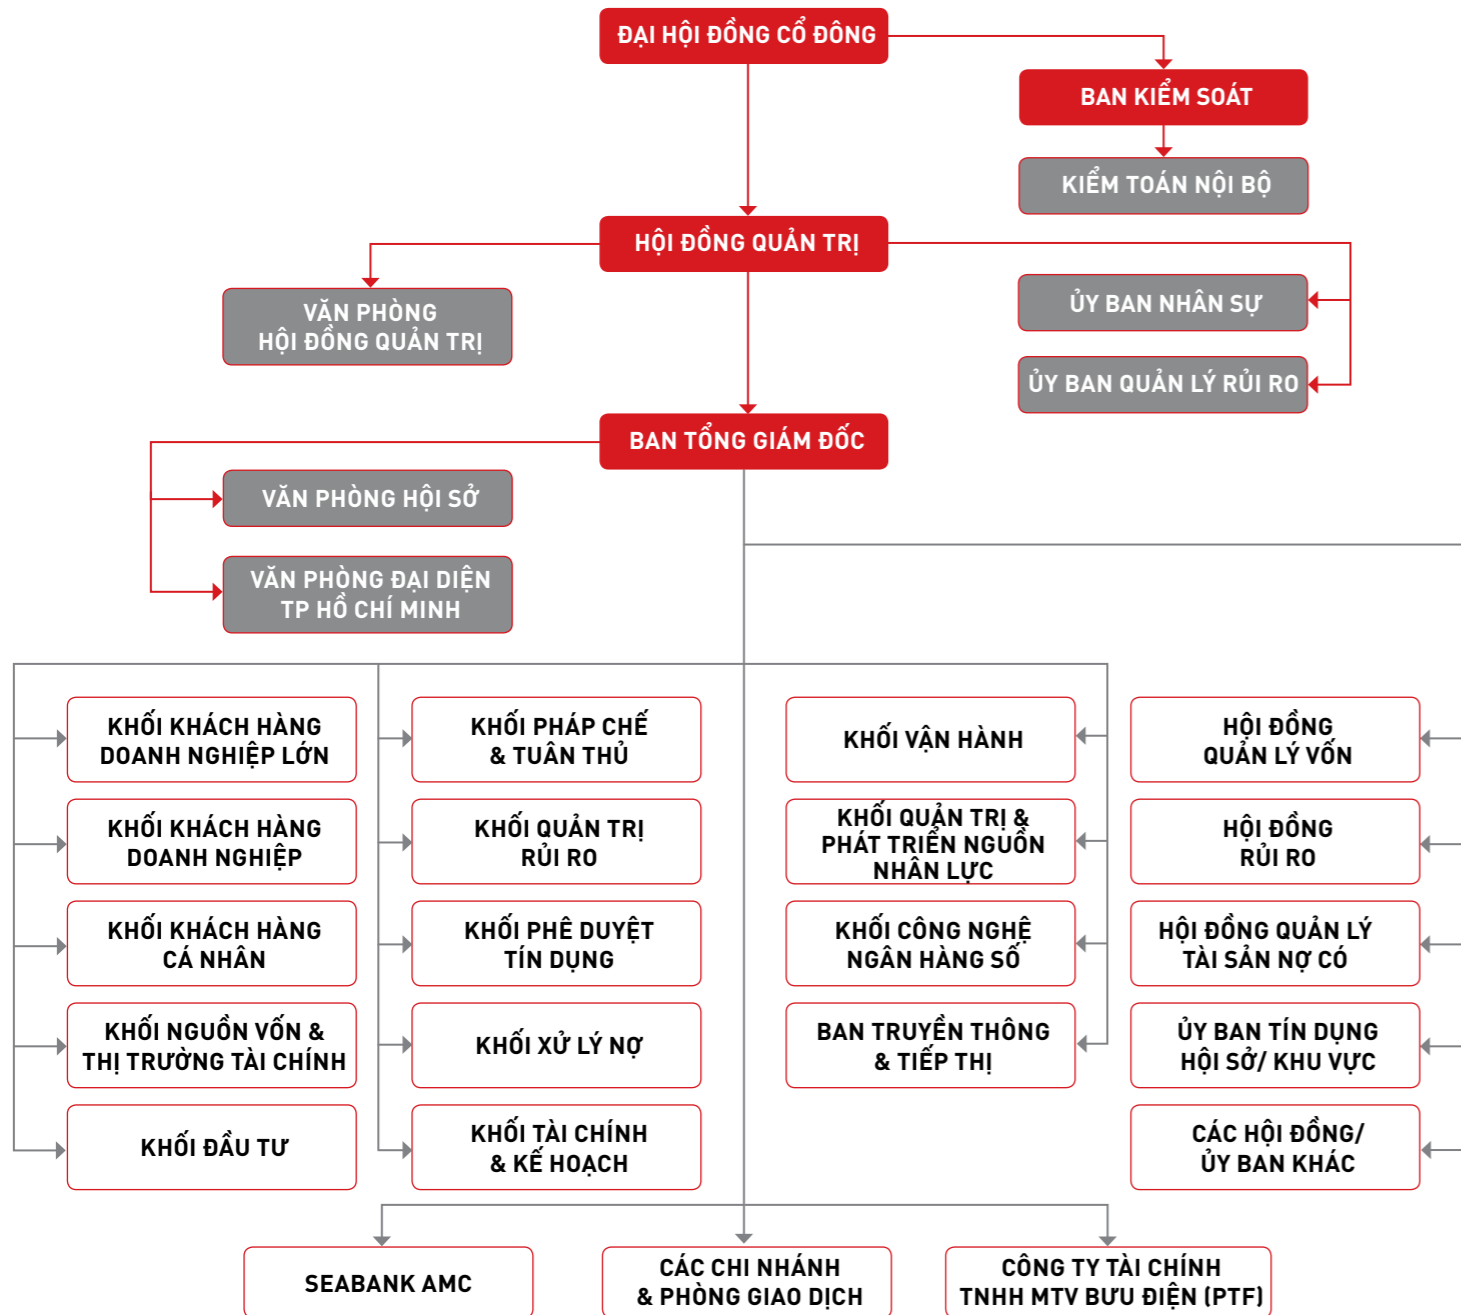 ĐẠI HỘI ĐỒNG CỔ ĐÔNG
BAN KIỂM SOÁT
KIỂM TOÁN NỘI BỘ
HỘI ĐỒNG QUẢN TRỊ
VĂN PHÒNG
HỘI ĐỒNG QUẢN TRỊ
ỦY BAN NHÂN SỰ
ỦY BAN QUẢN LÝ RỦI RO
BAN TỔNG GIÁM ĐỐC
VĂN PHÒNG HỘI SỞ
VĂN PHÒNG ĐẠI DIỆN
TP HỒ CHÍ MINH
KHỐI KHÁCH HÀNG
DOANH NGHIỆP LỚN
KHỐI KHÁCH HÀNG
DOANH NGHIỆP
KHỐI KHÁCH HÀNG
CÁ NHÂN
KHỐI NGUỒN VỐN &
THỊ TRƯỜNG TÀI CHÍNH
KHỐI ĐẦU TƯ
KHỐI PHÁP CHẾ
& TUÂN THỦ
KHỐI QUẢN TRỊ
RỦI RO
KHỐI PHÊ DUYỆT
TÍN DỤNG
KHỐI XỬ LÝ NỢ
KHỐI TÀI CHÍNH
& KẾ HOẠCH
KHỐI VẬN HÀNH
KHỐI QUẢN TRỊ &
PHÁT TRIỂN NGUỒN
NHÂN LỰC
KHỐI CÔNG NGHỆ
NGÂN HÀNG SỐ
BAN TRUYỀN THÔNG
& TIẾP THỊ
HỘI ĐỒNG
QUẢN LÝ VỐN
HỘI ĐỒNG
RỦI RO
HỘI ĐỒNG QUẢN LÝ
TÀI SẢN NỢ CÓ
ỦY BAN TÍN DỤNG
HỘI SỞ/ KHU VỰC
CÁC HỘI ĐỒNG/
ỦY BAN KHÁC
SEABANK AMC
CÁC CHI NHÁNH
& PHÒNG GIAO DỊCH
CÔNG TY TÀI CHÍNH
TNHH MTV BƯU ĐIỆN (PTF)